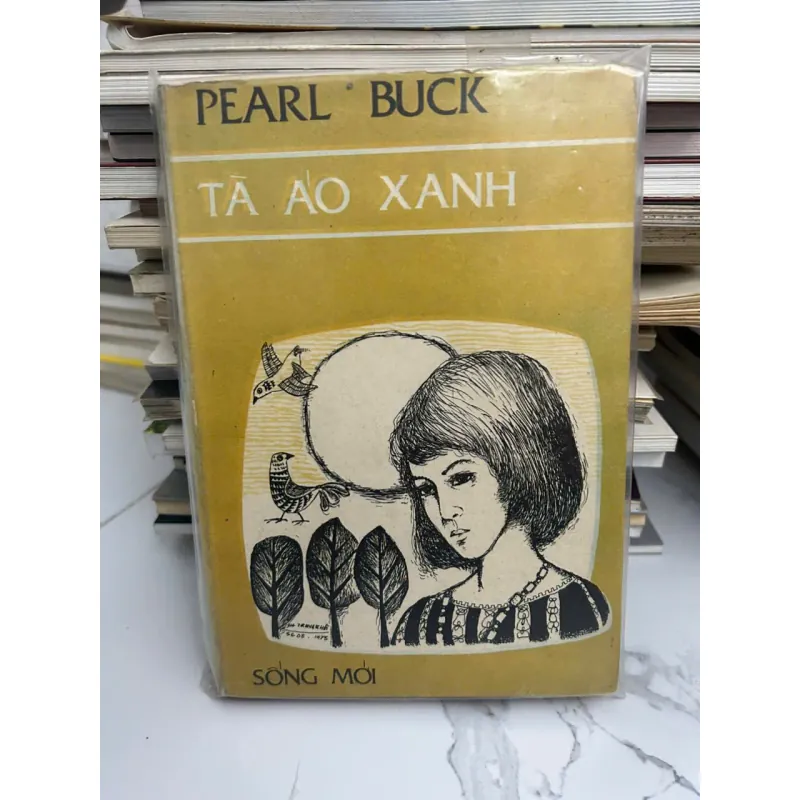 PEARL BUCK
TÀ ÁO XANH
SỐNG MỚI